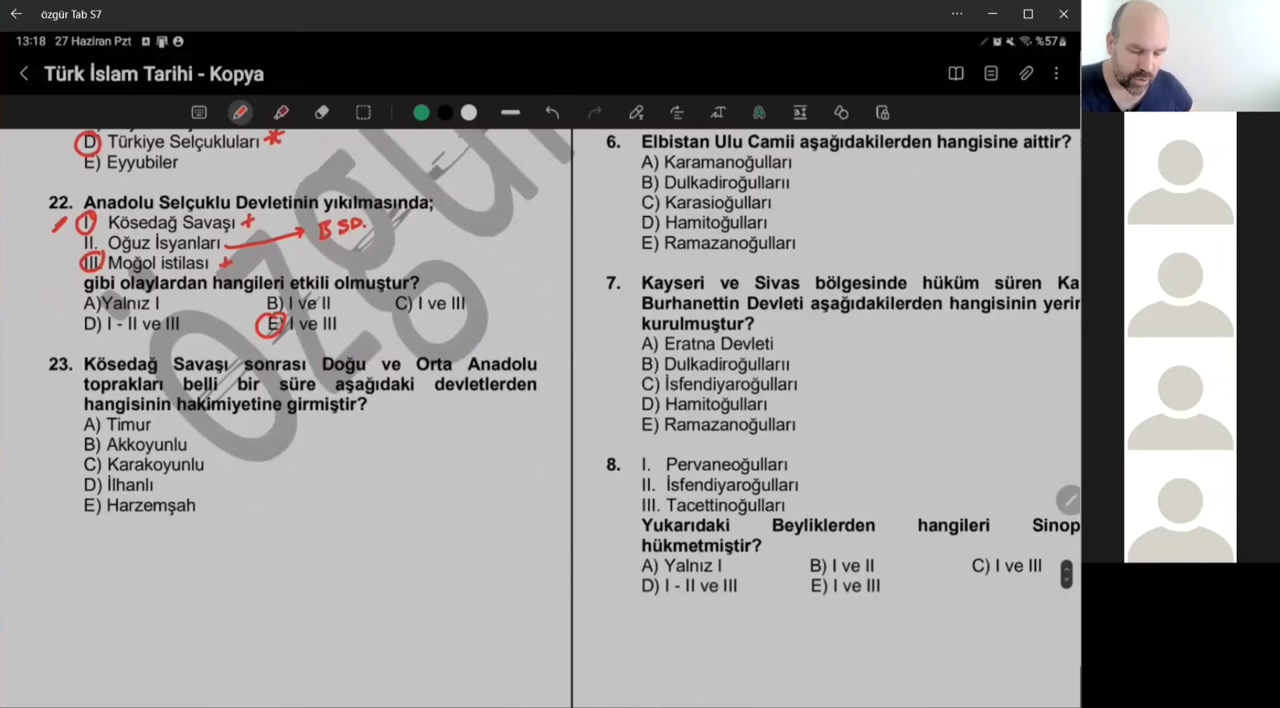 özgür Tab S7
13:18 27 Haziran Pzt
%57
Türk İslam Tarihi - Kopya
D) Türkiye Selçukluları *
E) Eyyubiler
22. Anadolu Selçuklu Devletinin yıkılmasında;
I. Kösedağ Savaşı +
II. Oğuz İsyanları → B SD.
III. Moğol istilası +
gibi olaylardan hangileri etkili olmuştur?
A)Yalnız I B) I ve II C) I ve III
D) I - II ve III E) I ve III
23. Kösedağ Savaşı sonrası Doğu ve Orta Anadolu
toprakları belli bir süre aşağıdaki devletlerden
hangisinin hakimiyetine girmiştir?
A) Timur
B) Akkoyunlu
C) Karakoyunlu
D) İlhanlı
E) Harzemşah
özgür
6. Elbistan Ulu Camii aşağıdakilerden hangisine aittir?
A) Karamanoğulları
B) Dulkadiroğullarıı
C) Karasioğulları
D) Hamitoğulları
E) Ramazanoğulları
7. Kayseri ve Sivas bölgesinde hüküm süren Ka
Burhanettin Devleti aşağıdakilerden hangisinin yerin
kurulmuştur?
A) Eratna Devleti
B) Dulkadiroğullarıı
C) İsfendiyaroğulları
D) Hamitoğulları
E) Ramazanoğulları
8. I. Pervaneoğulları
II. İsfendiyaroğulları
III. Tacettinoğulları
Yukarıdaki Beyliklerden hangileri Sinop
hükmetmiştir?
A) Yalnız I B) I ve II C) I ve III
D) I - II ve III E) I ve III